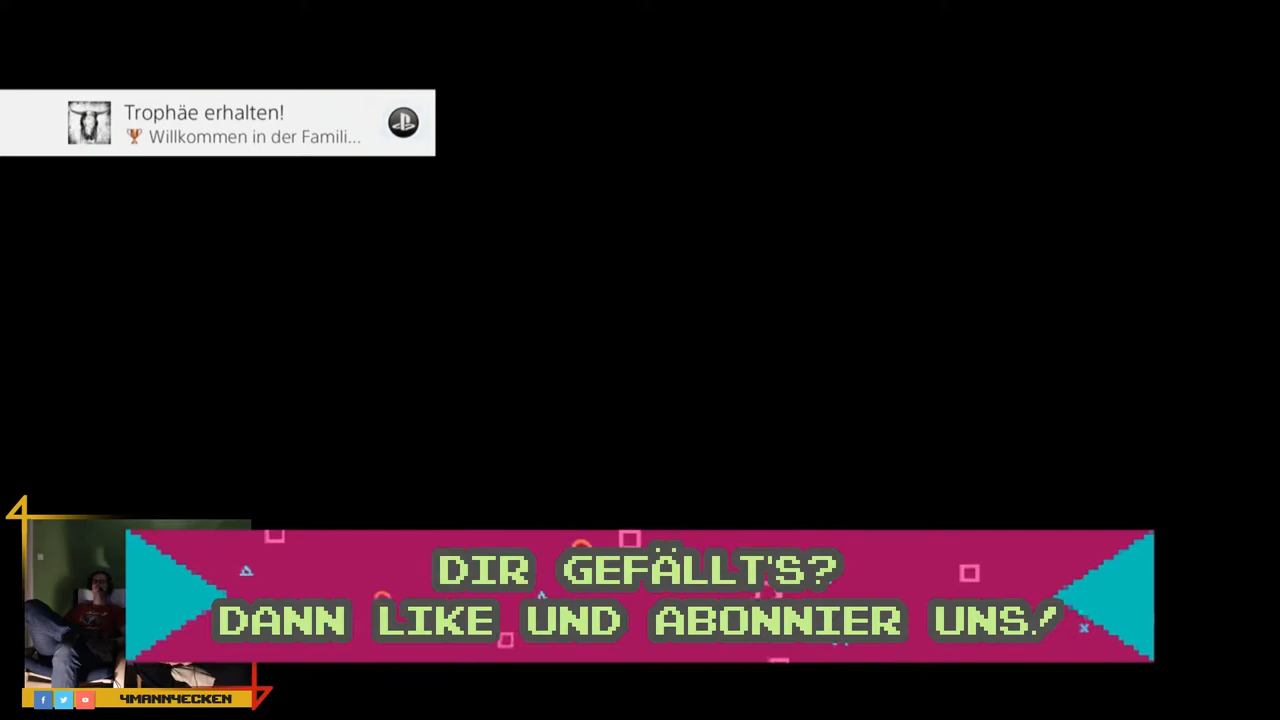 Trophäe erhalten!
Willkommen in der Famili...
DIR GEFÄLLT'S?
DANN LIKE UND ABONNIER UNS!
4MANN4ECKEN